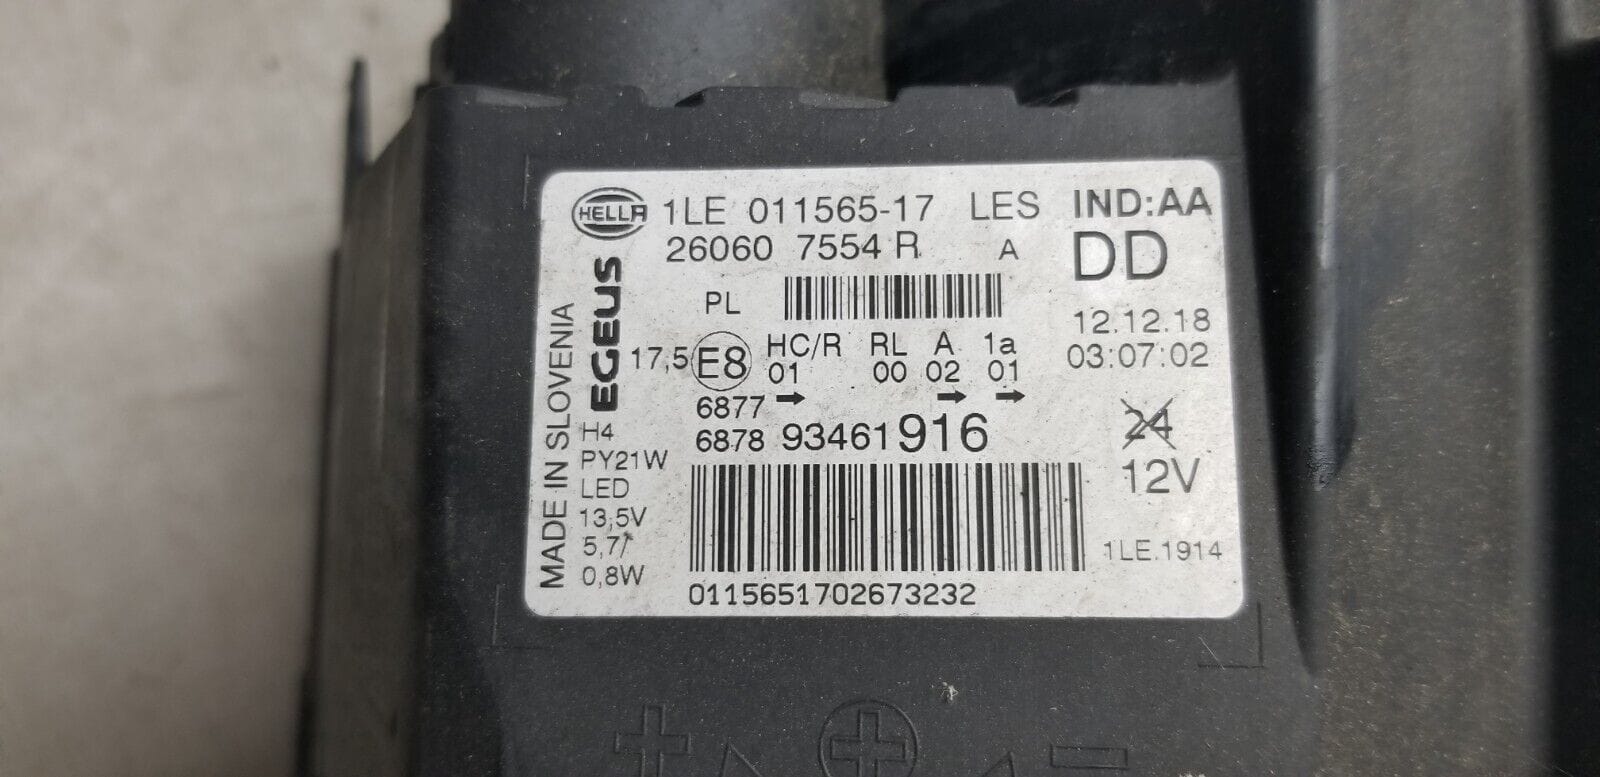 HELLA 1LE 011565-17 LES IND:AA
26060 7554 R A DD
PL
12.12.18
03:07:02
MADE IN SLOVENIA
EGEUS
17,5 E8 HC/R RL A 1a
01 00 02 01
6877 → → →
6878 93461916
24
12V
H4
PY21W
LED
13,5V
5,7/
0,8W
1LE.1914
0115651702673232